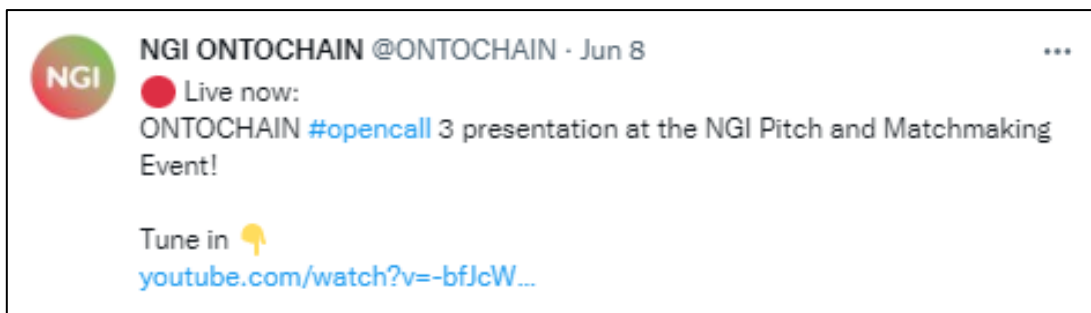 NGI
NGI ONTOCHAIN @ONTOCHAIN · Jun 8
🔴 Live now:
ONTOCHAIN #opencall 3 presentation at the NGI Pitch and Matchmaking
Event!
Tune in 👇
youtube.com/watch?v=-bfJcW...